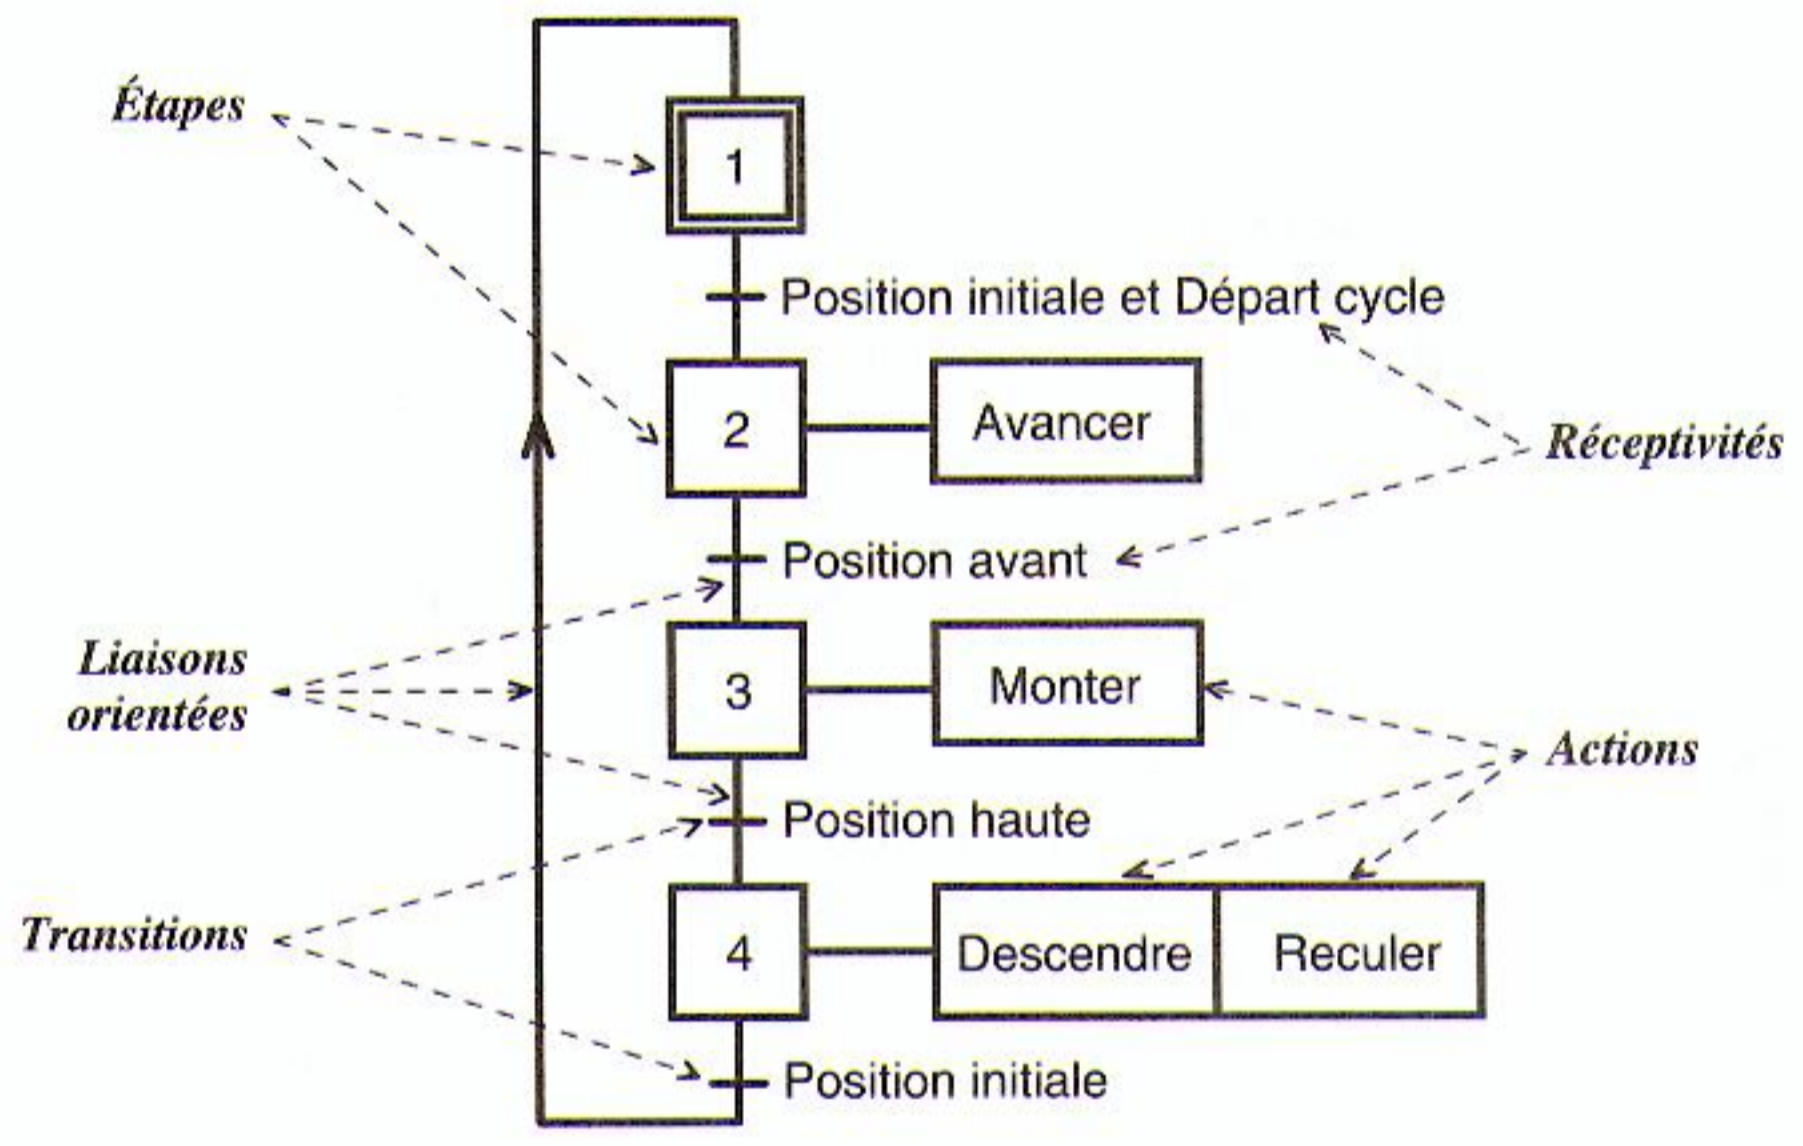 Étapes
1
Position initiale et Départ cycle
2
Avancer
Réceptivités
Position avant
Liaisons
orientées
3
Monter
Actions
Position haute
Transitions
4
Descendre
Reculer
Position initiale